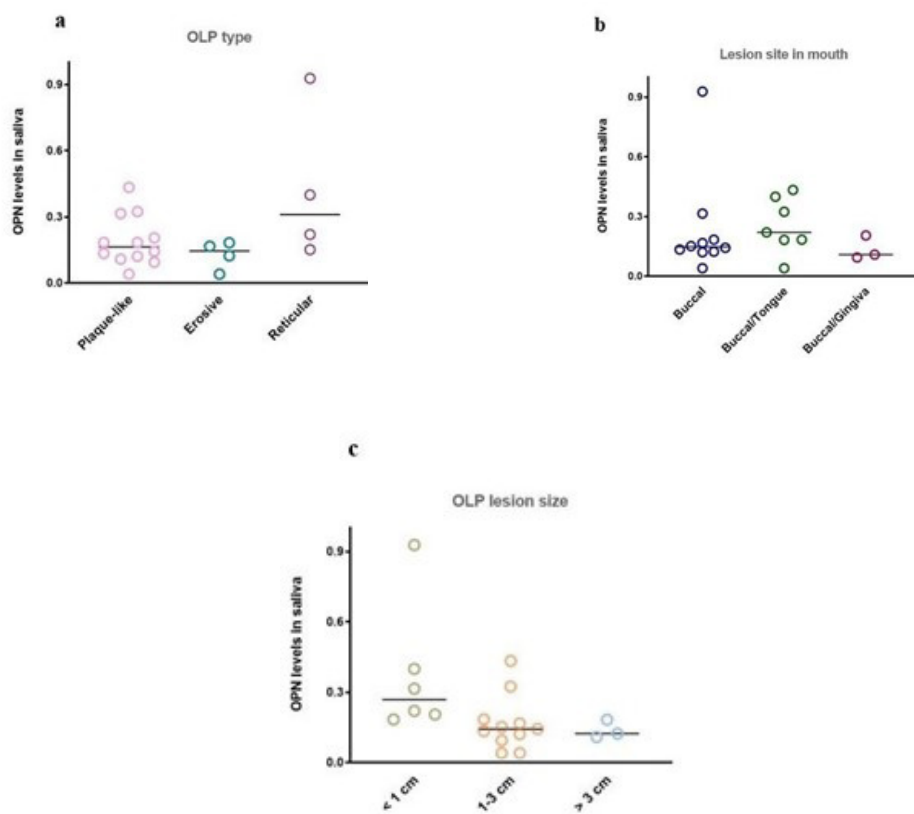 a
OLP type
OPN levels in saliva
0.9
0.6
0.3
0.0
Plaque-like
Erosive
Reticular
b
Lesion site in mouth
OPN levels in saliva
0.9
0.6
0.3
0.0
Buccal
Buccal/Tongue
Buccal/Gingiva
c
OLP lesion size
OPN levels in saliva
0.9
0.6
0.3
0.0
< 1 cm
1-3 cm
> 3 cm